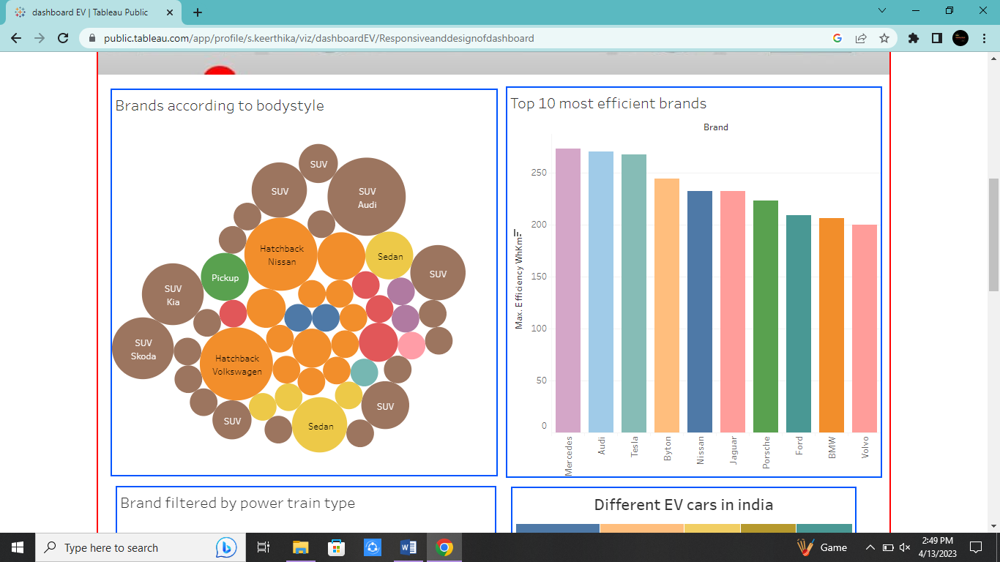 dashboard EV | Tableau Public
public.tableau.com/app/profile/s.keerthika/viz/dashboardEV/Responsiveanddesignofdashboard
Brands according to bodystyle
SUV
SUV
SUV
Audi
Hatchback
Nissan
Sedan
SUV
Pickup
SUV
Kia
SUV
Skoda
Hatchback
Volkswagen
SUV
SUV
Sedan
Top 10 most efficient brands
Brand
250
200
150
100
50
0
Max. Efficiency WhKm
Mercedes
Audi
Tesla
Byton
Nissan
Jaguar
Porsche
Ford
BMW
Volvo
Brand filtered by power train type
Different EV cars in india
Type here to search
Game
2:49 PM
4/13/2023